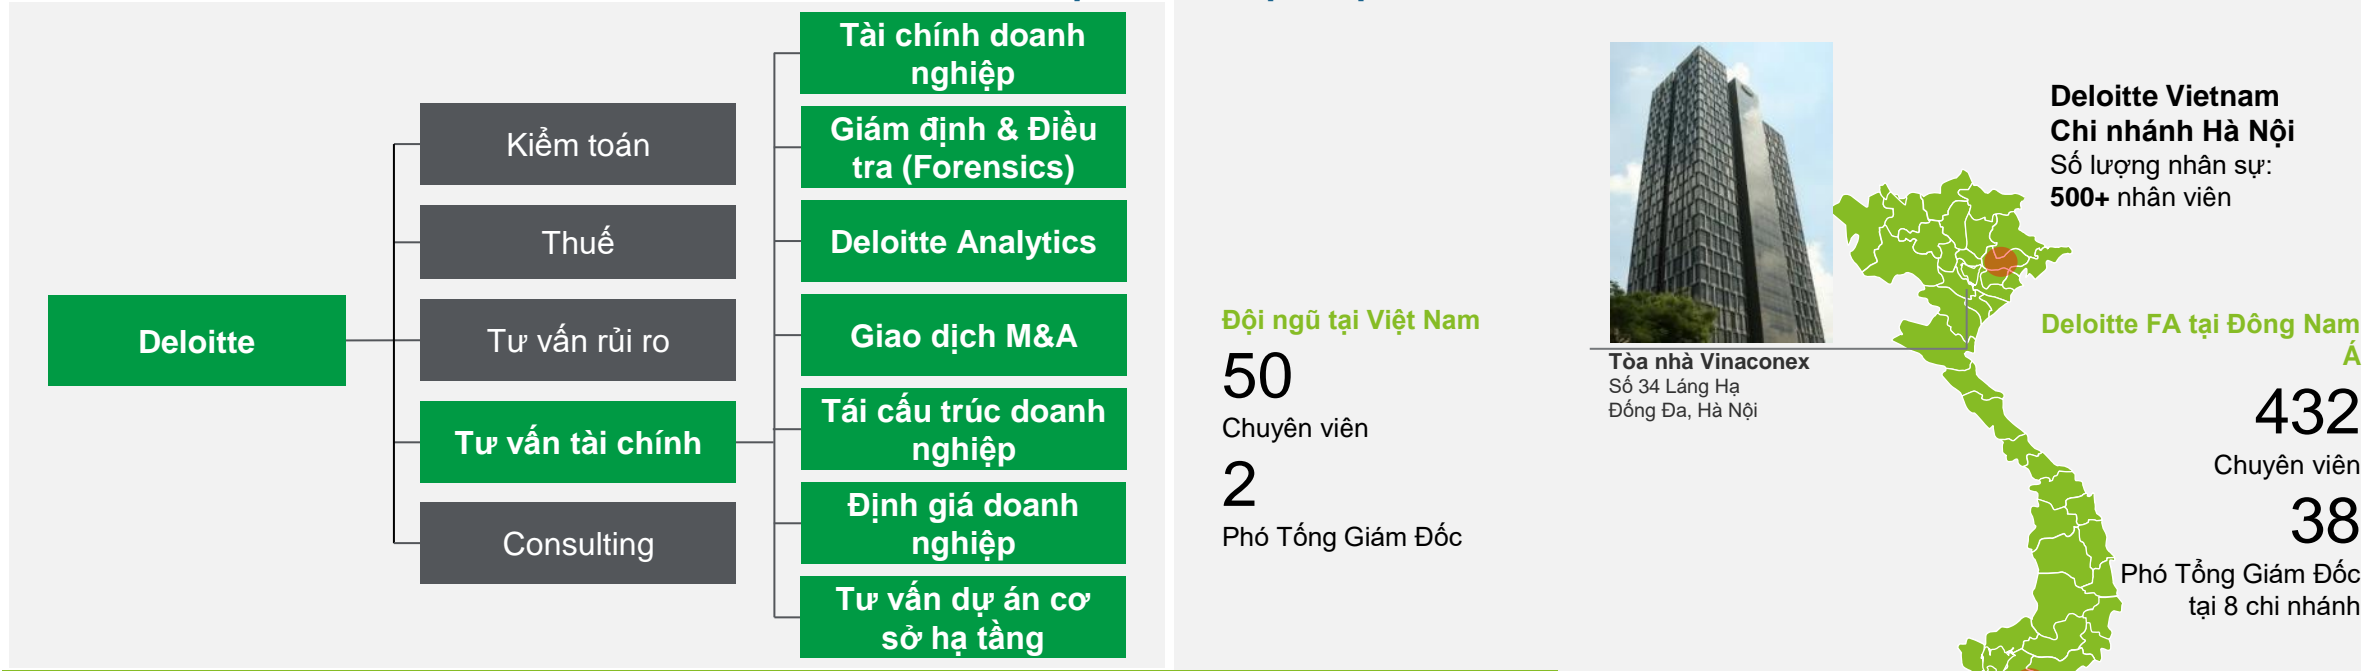 Deloitte
Kiểm toán
Thuế
Tư vấn rủi ro
Tư vấn tài chính
Consulting
Tài chính doanh
nghiệp
Giám định & Điều
tra (Forensics)
Deloitte Analytics
Giao dịch M&A
Tái cấu trúc doanh
nghiệp
Định giá doanh
nghiệp
Tư vấn dự án cơ
sở hạ tầng
Đội ngũ tại Việt Nam
50
Chuyên viên
2
Phó Tổng Giám Đốc
Tòa nhà Vinaconex
Số 34 Láng Hạ
Đống Đa, Hà Nội
Deloitte Vietnam
Chi nhánh Hà Nội
Số lượng nhân sự:
500+ nhân viên
Deloitte FA tại Đông Nam
Á
432
Chuyên viên
38
Phó Tổng Giám Đốc
tại 8 chi nhánh